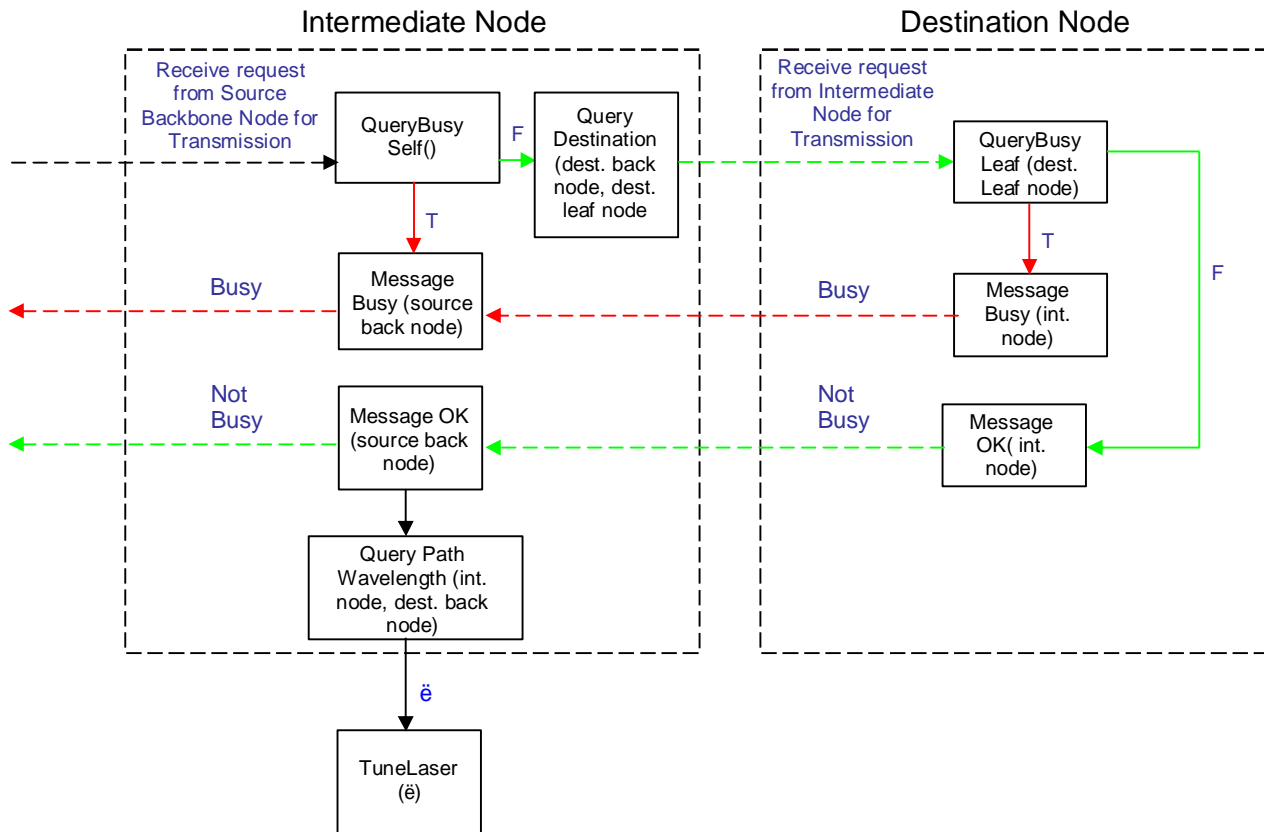 Intermediate Node
Destination Node
Receive request
from Source
Backbone Node for
Transmission
QueryBusy
Self()
F
Query
Destination
(dest. back
node, dest.
leaf node
Receive request
from Intermediate
Node for
Transmission
QueryBusy
Leaf (dest.
Leaf node)
T
T
F
Busy
Message
Busy (source
back node)
Busy
Message
Busy (int.
node)
Not
Busy
Message OK
(source back
node)
Not
Busy
Message
OK( int.
node)
Query Path
Wavelength (int.
node, dest. back
node)
ë
TuneLaser
(ë)